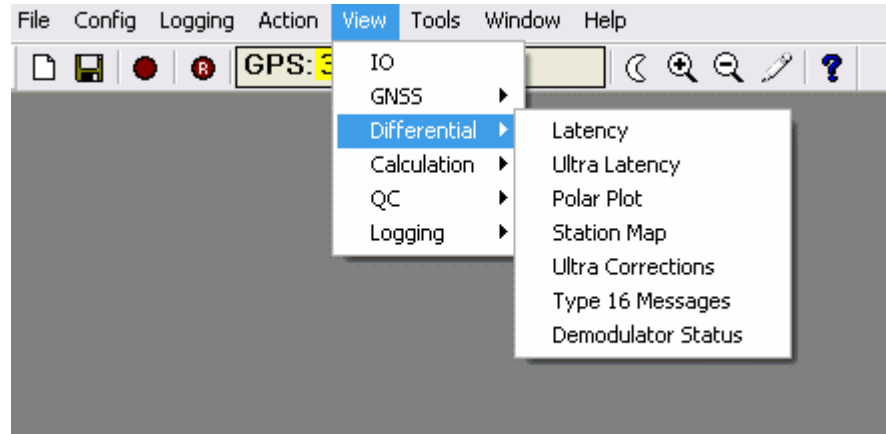 File Config Logging Action View Tools Window Help
R GPS: 3 ?
IO
GNSS
Differential
Calculation
QC
Logging
Latency
Ultra Latency
Polar Plot
Station Map
Ultra Corrections
Type 16 Messages
Demodulator Status